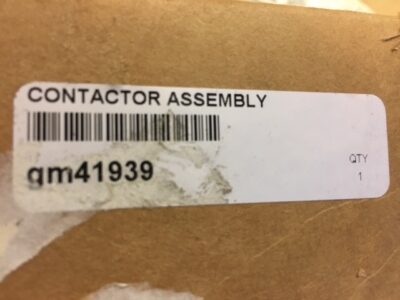 CONTACTOR ASSEMBLY
gm41939
QTY
1